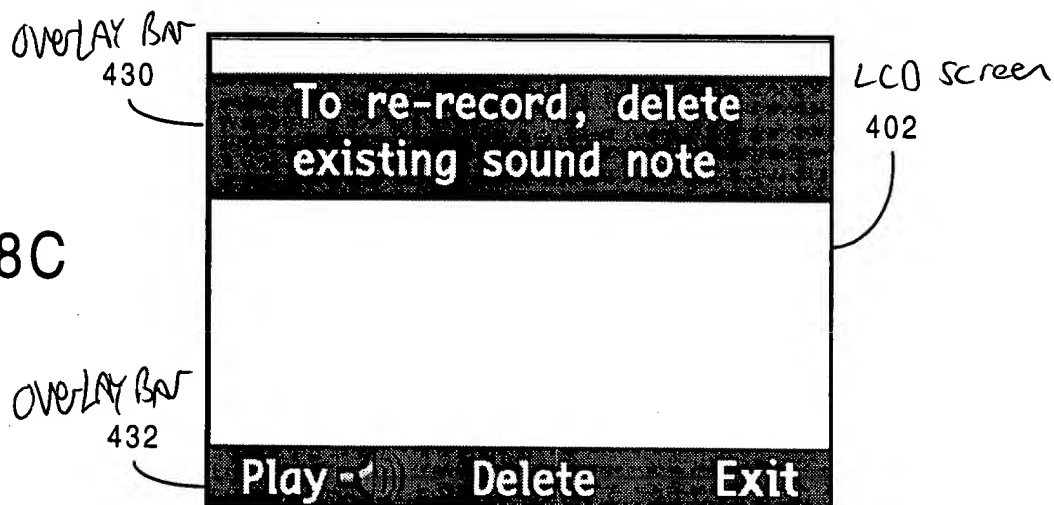 OVERLAY BAR
430
LCD screen
402
To re-record, delete
existing sound note
8C
OVERLAY BAR
432
Play Delete Exit